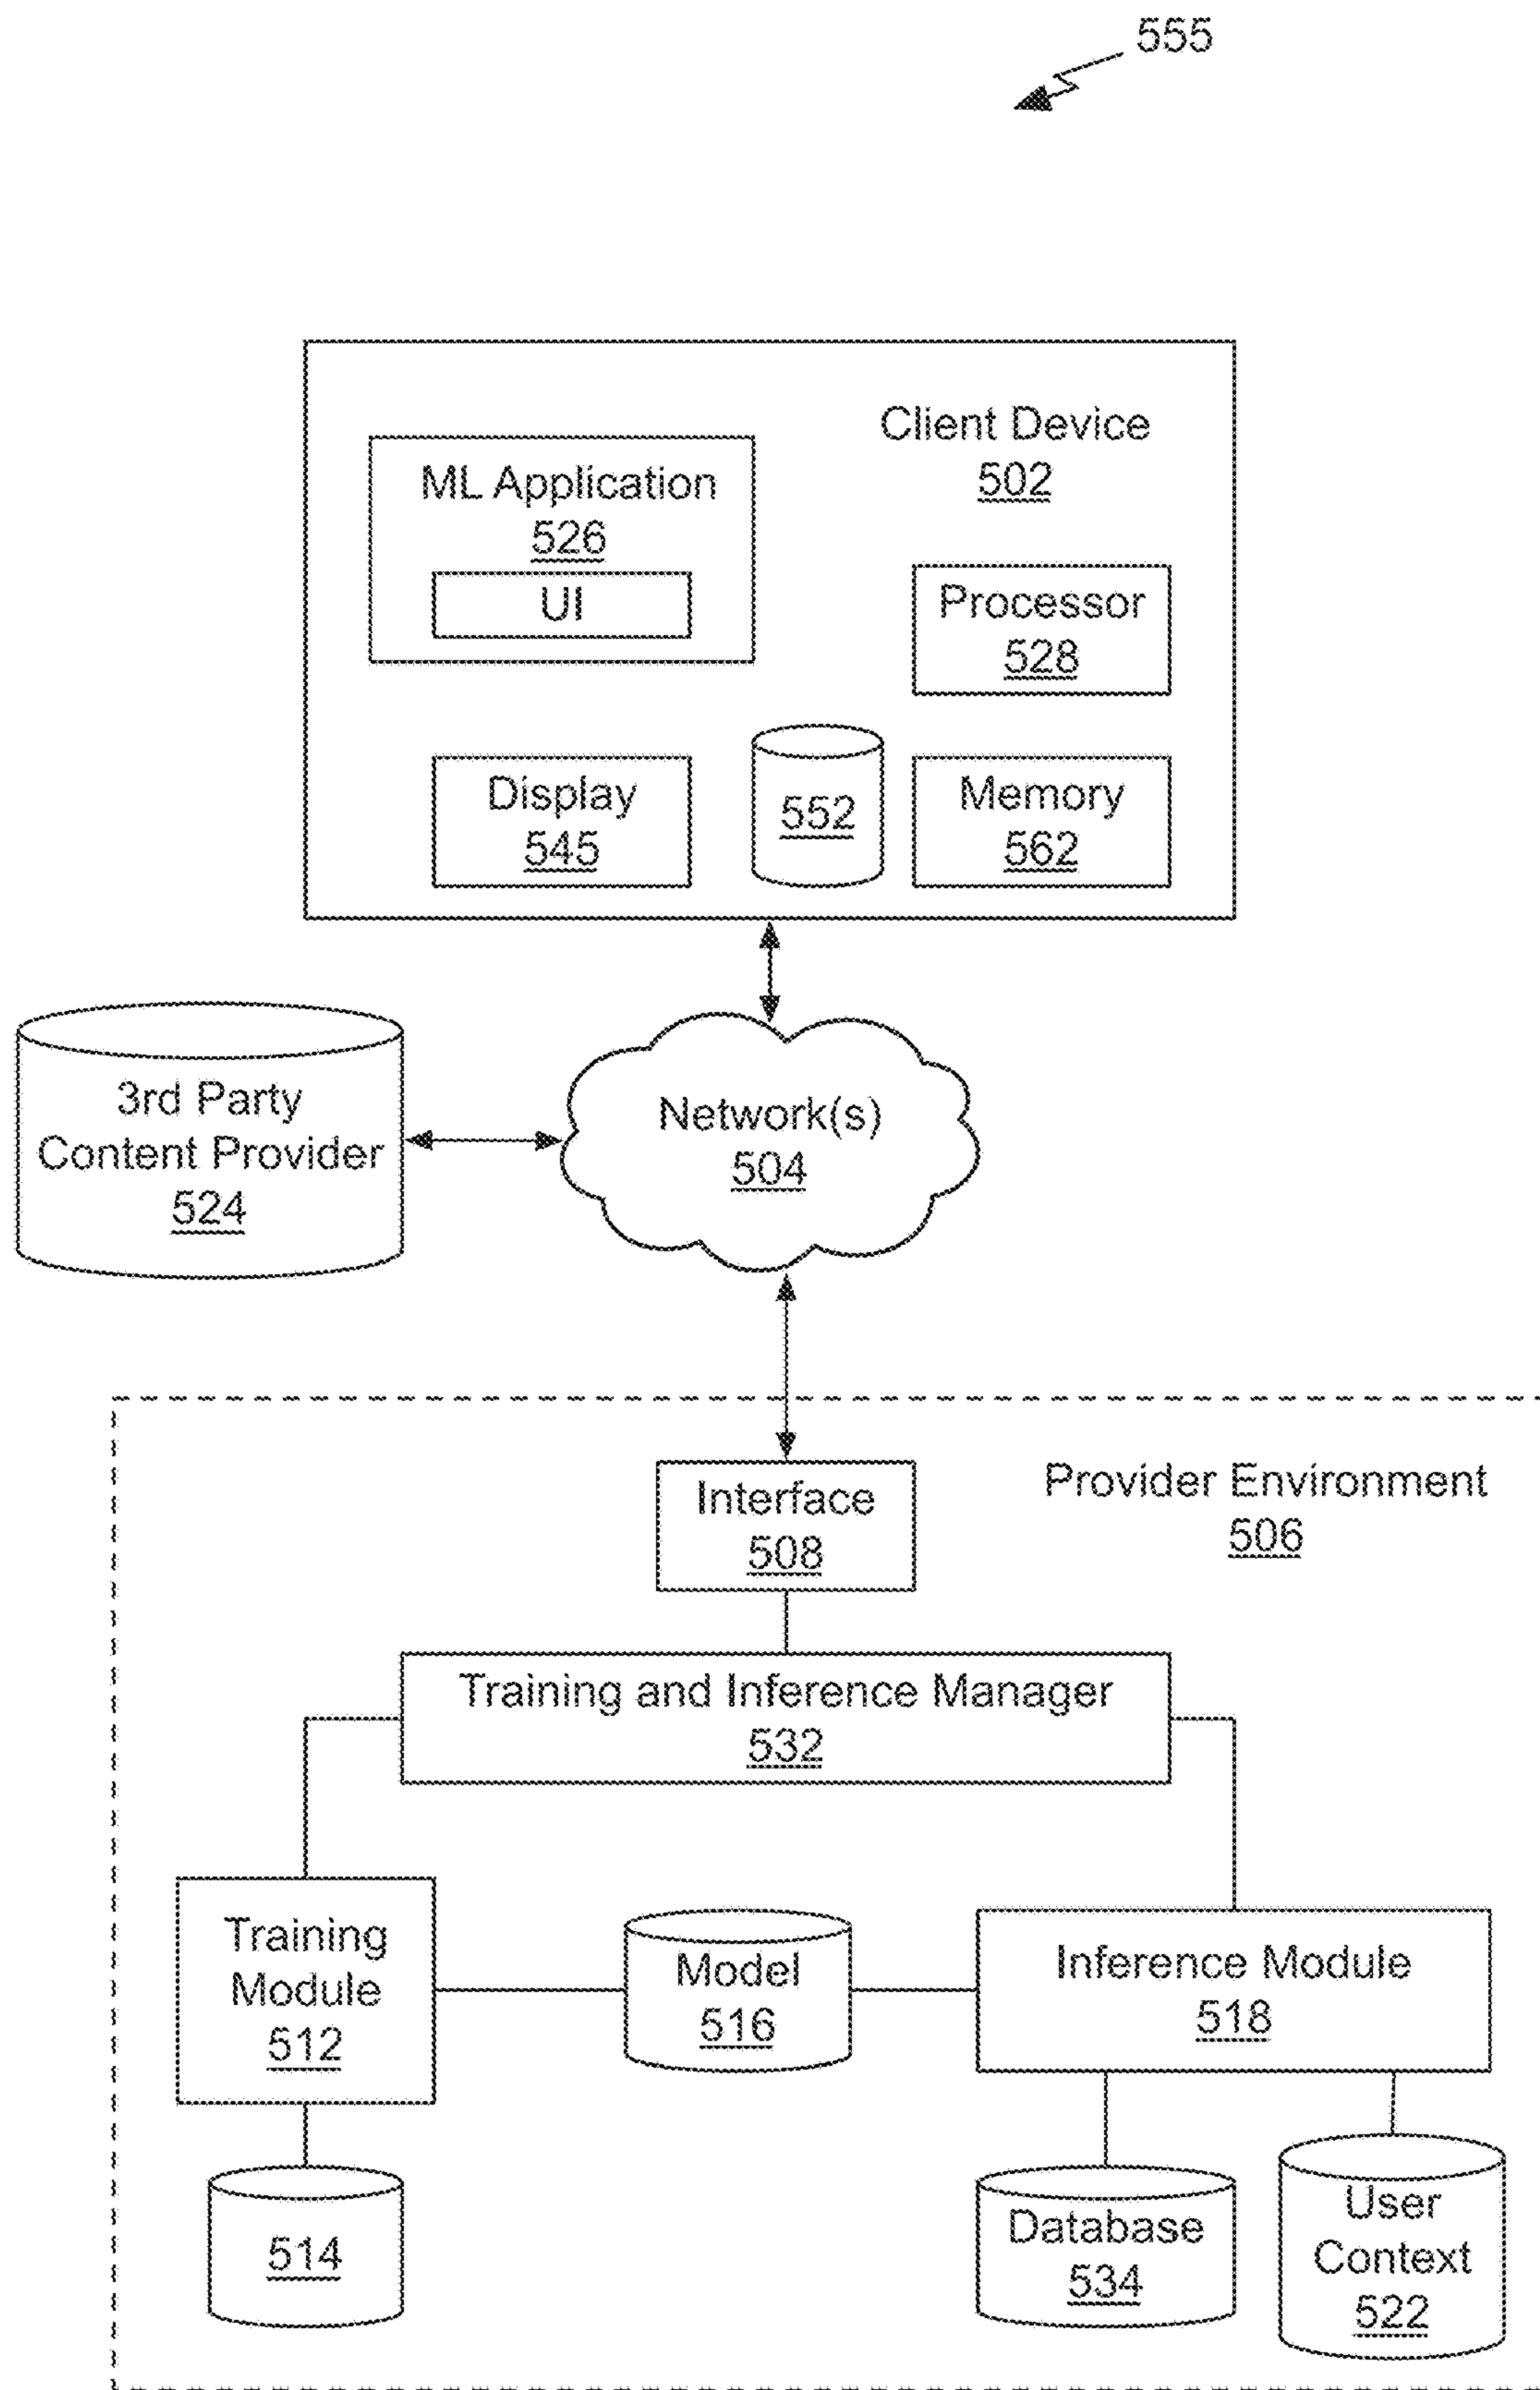 555
Client Device
502
ML Application
526
UI
Processor
528
Display
545
552
Memory
562
3rd Party
Content Provider
524
Network(s)
504
Interface
508
Provider Environment
506
Training and Inference Manager
532
Training
Module
512
Model
516
Inference Module
518
514
Database
534
User
Context
522